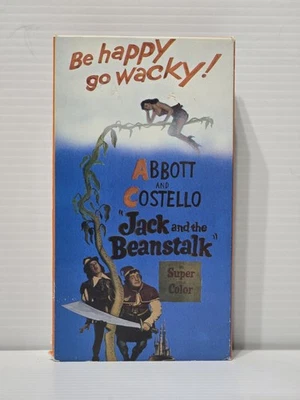 Be happy
go wacky!
ABBOTT
AND
COSTELLO
"Jack and the
Beanstalk"
Super
Color